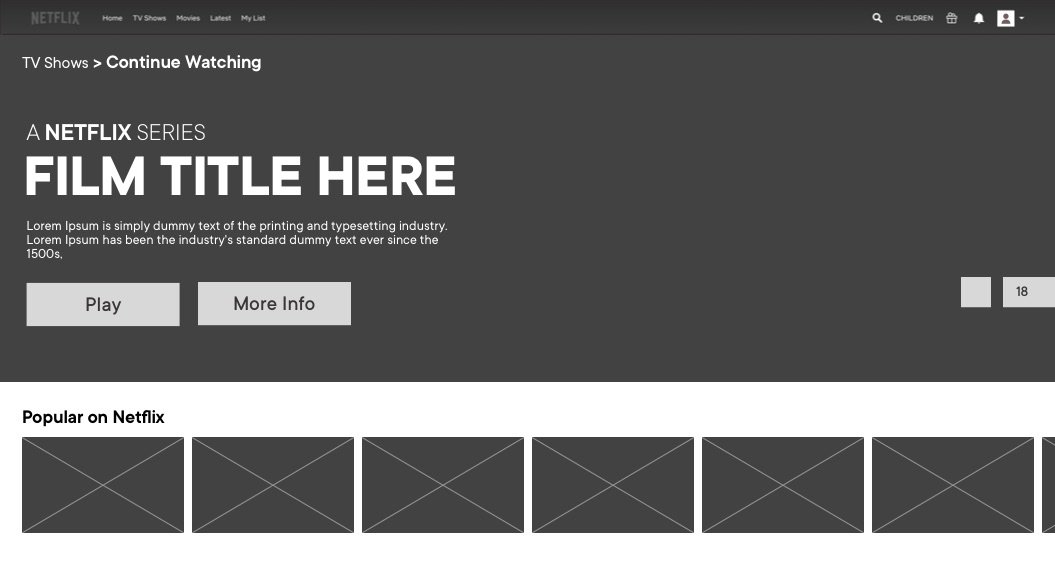 NETFLIX Home TV Shows Movies Latest My List CHILDREN
TV Shows > Continue Watching
A NETFLIX SERIES
FILM TITLE HERE
Lorem Ipsum is simply dummy text of the printing and typesetting industry.
Lorem Ipsum has been the industry's standard dummy text ever since the
1500s,
Play More Info
18
Popular on Netflix